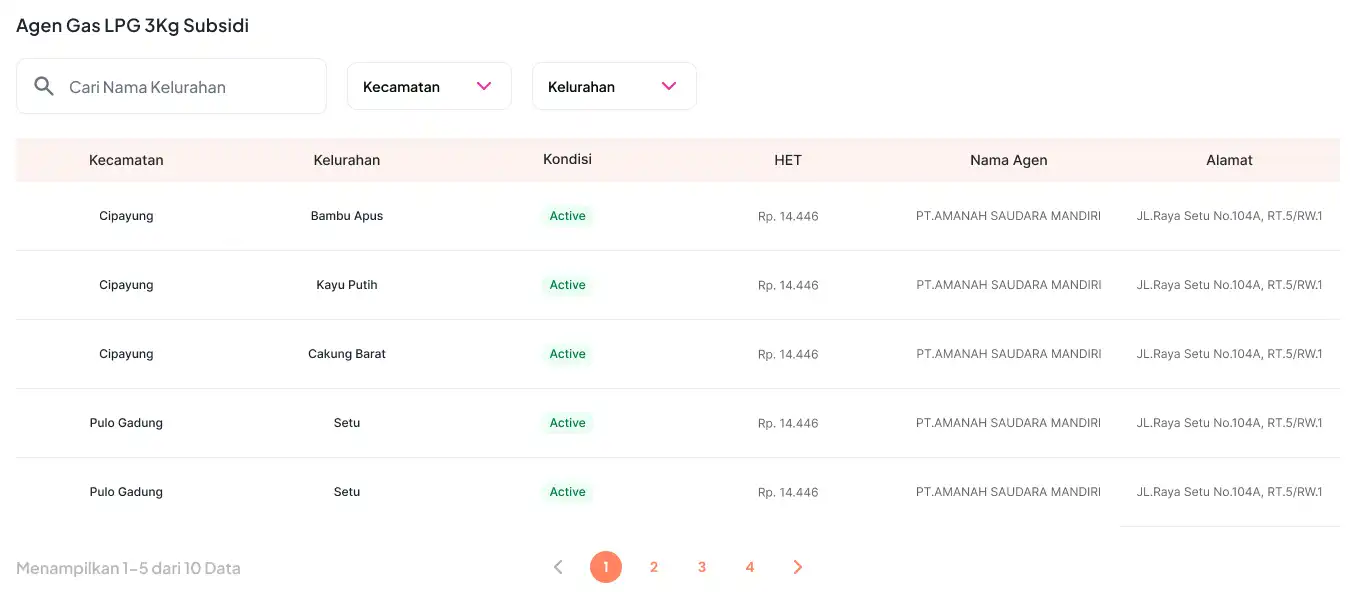 Agen Gas LPG 3Kg Subsidi
Cari Nama Kelurahan Kecamatan Kelurahan
Kecamatan Kelurahan Kondisi HET Nama Agen Alamat
Cipayung Bambu Apus Active Rp. 14.446 PT.AMANAH SAUDARA MANDIRI JL.Raya Setu No.104A, RT.5/RW.1
Cipayung Kayu Putih Active Rp. 14.446 PT.AMANAH SAUDARA MANDIRI JL.Raya Setu No.104A, RT.5/RW.1
Cipayung Cakung Barat Active Rp. 14.446 PT.AMANAH SAUDARA MANDIRI JL.Raya Setu No.104A, RT.5/RW.1
Pulo Gadung Setu Active Rp. 14.446 PT.AMANAH SAUDARA MANDIRI JL.Raya Setu No.104A, RT.5/RW.1
Pulo Gadung Setu Active Rp. 14.446 PT.AMANAH SAUDARA MANDIRI JL.Raya Setu No.104A, RT.5/RW.1
Menampilkan 1–5 dari 10 Data 1 2 3 4